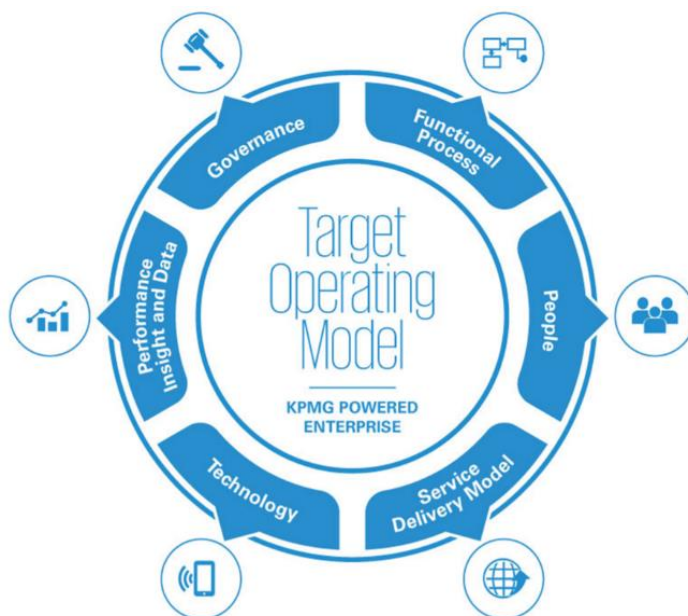 Target
Operating
Model
KPMG POWERED
ENTERPRISE
Functional
Process
People
Service
Delivery Model
Technology
Performance
Insight and Data
Governance